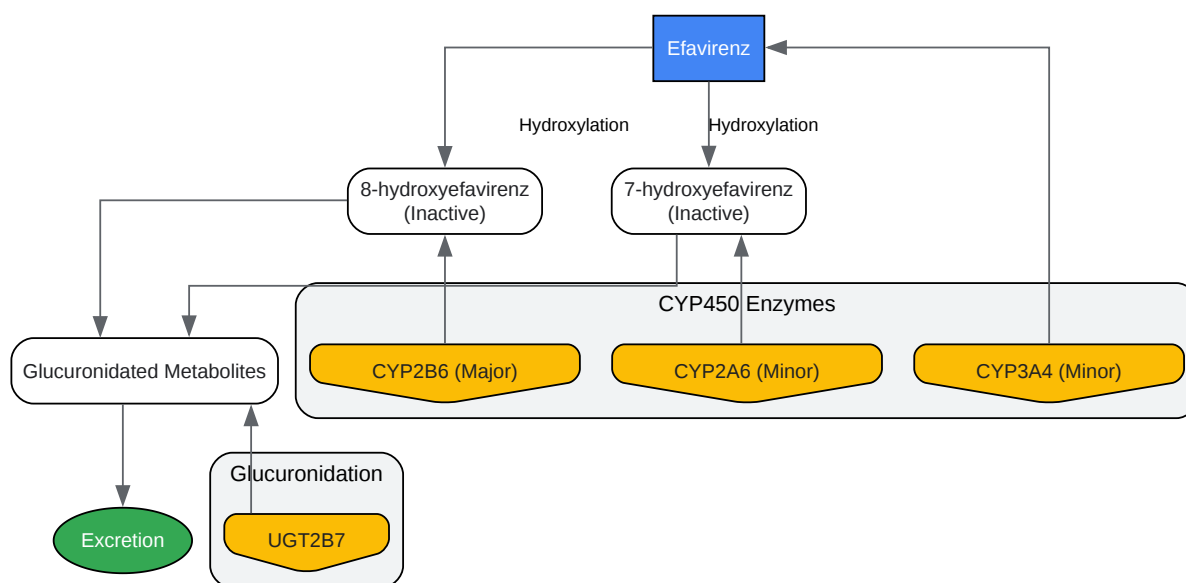 Efavirenz
Hydroxylation
Hydroxylation
8-hydroxyefavirenz
(Inactive)
7-hydroxyefavirenz
(Inactive)
CYP450 Enzymes
Glucuronidated Metabolites
CYP2B6 (Major)
CYP2A6 (Minor)
CYP3A4 (Minor)
Glucuronidation
Excretion
UGT2B7